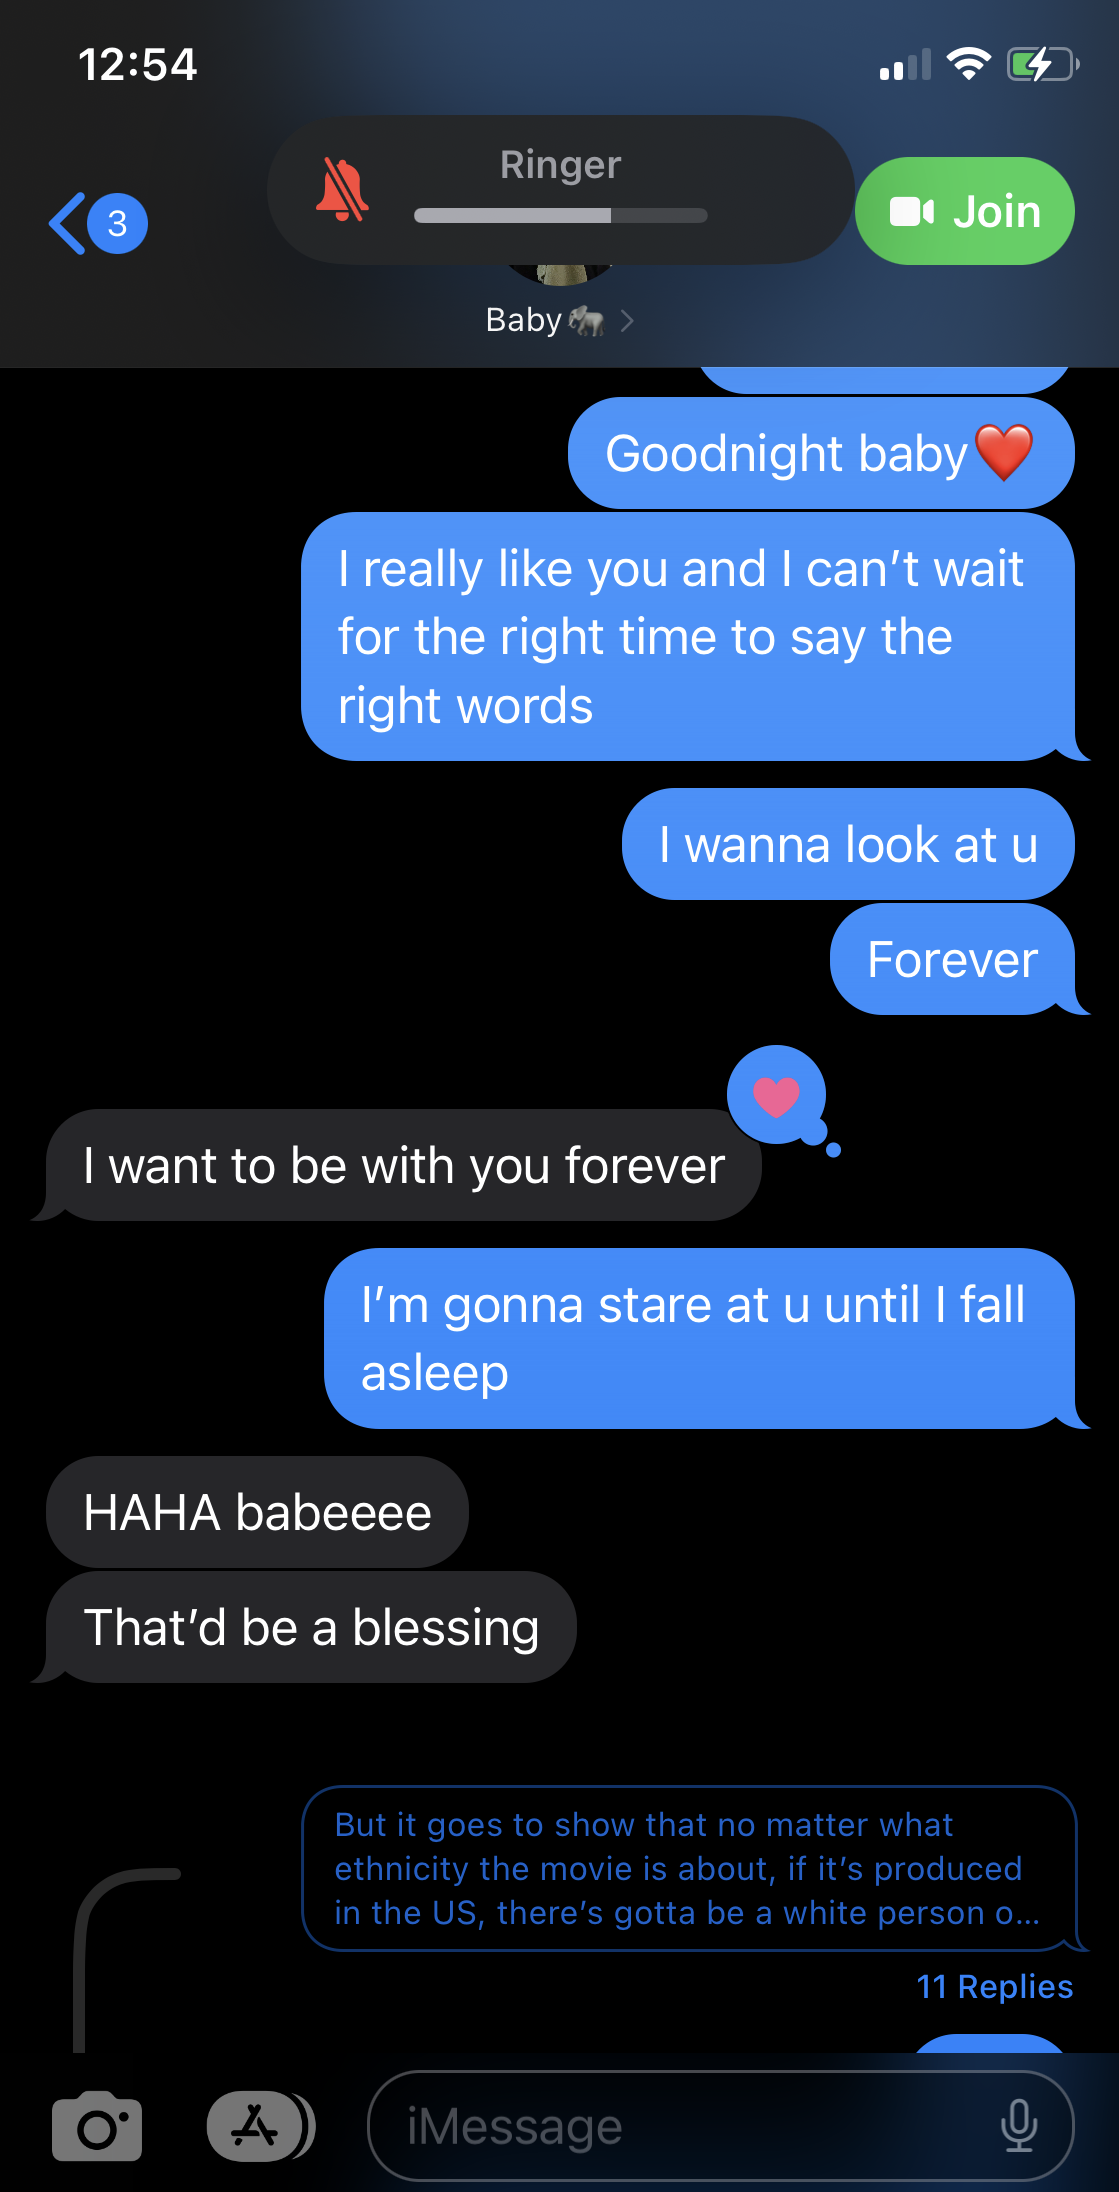 12:54
Ringer
3
Join
Baby🐘
Goodnight baby❤️
I really like you and I can’t wait
for the right time to say the
right words
I wanna look at u
Forever
I want to be with you forever
I’m gonna stare at u until I fall
asleep
HAHA babeeee
That’d be a blessing
But it goes to show that no matter what
ethnicity the movie is about, if it’s produced
in the US, there’s gotta be a white person o...
11 Replies
iMessage